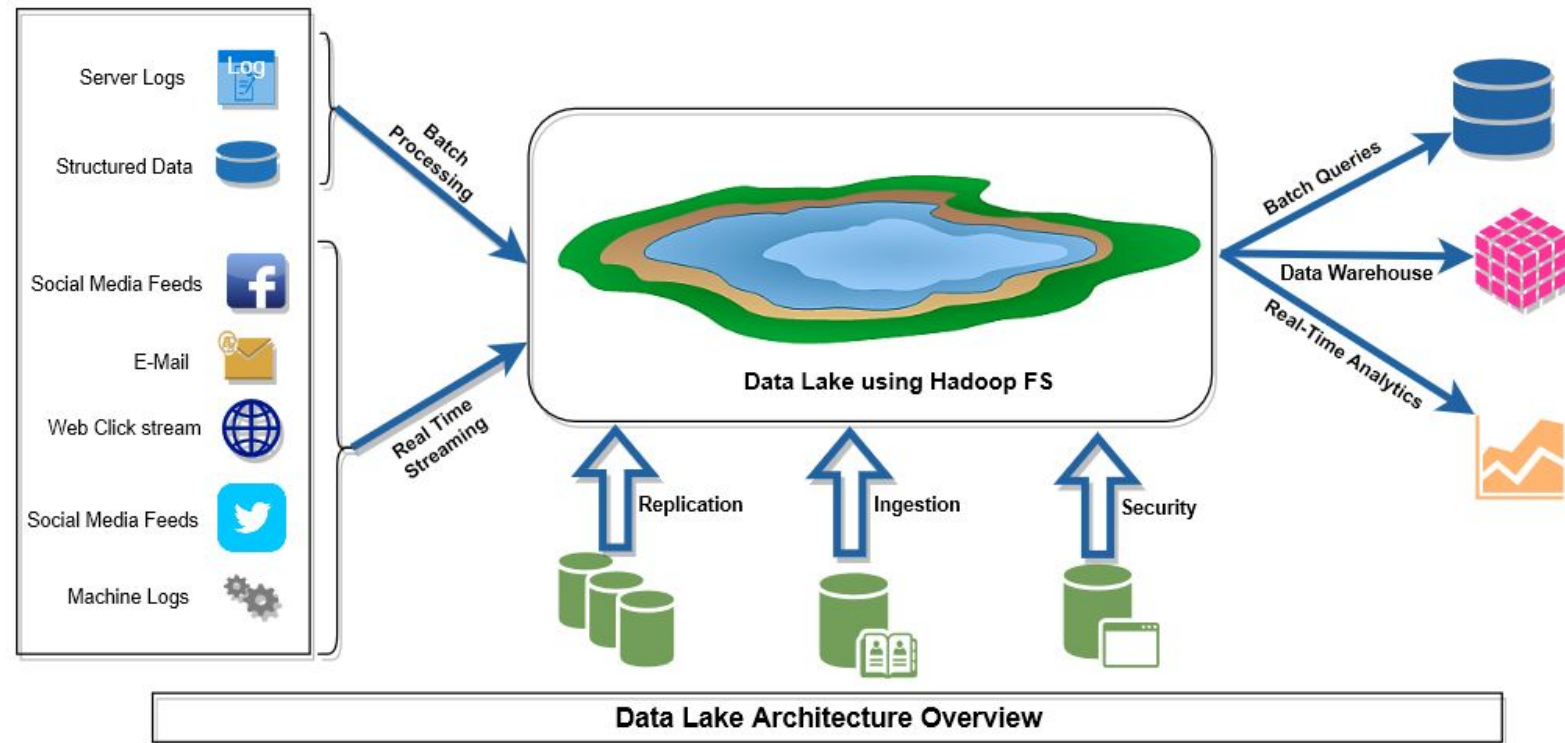 Server Logs
Log
Structured Data
Social Media Feeds
f
E-Mail
@
Web Click stream
Social Media Feeds
Machine Logs
Batch
Processing
Real Time
Streaming
Data Lake using Hadoop FS
Replication
Ingestion
Security
Batch Queries
Data Warehouse
Real-Time Analytics
Data Lake Architecture Overview